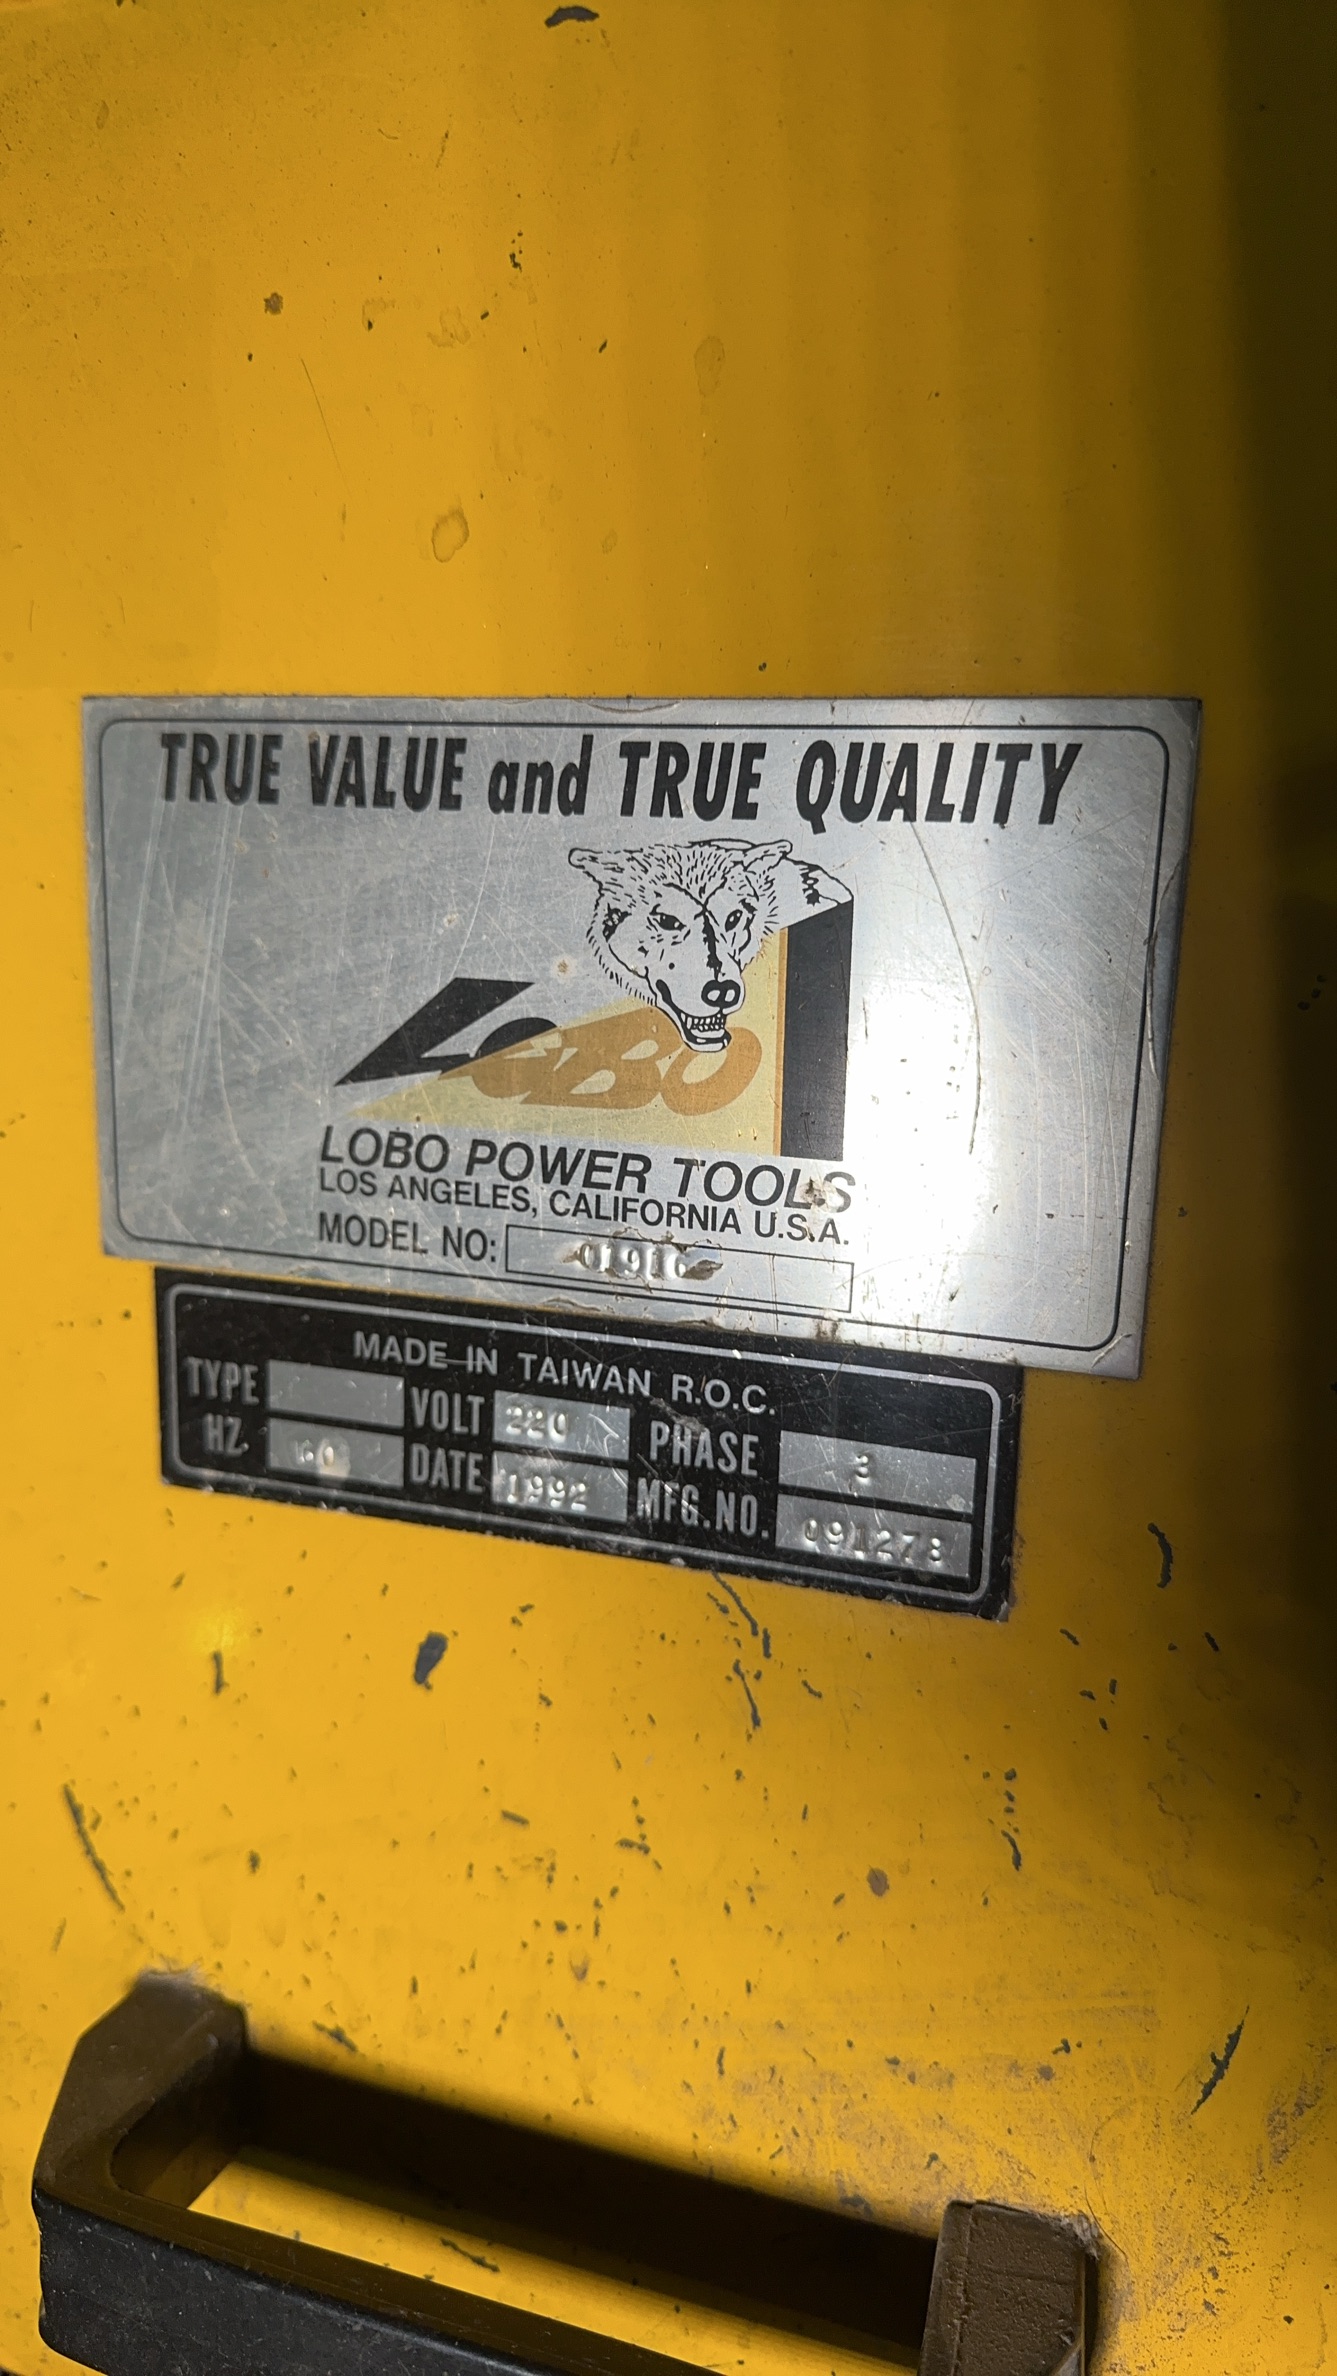 TRUE VALUE and TRUE QUALITY
LOBO
LOBO POWER TOOLS
LOS ANGELES, CALIFORNIA U.S.A.
MODEL NO:
MADE IN TAIWAN R.O.C.
TYPE VOLT 220 PHASE 3
HZ. 60 DATE 1992 MFG.NO. 091278